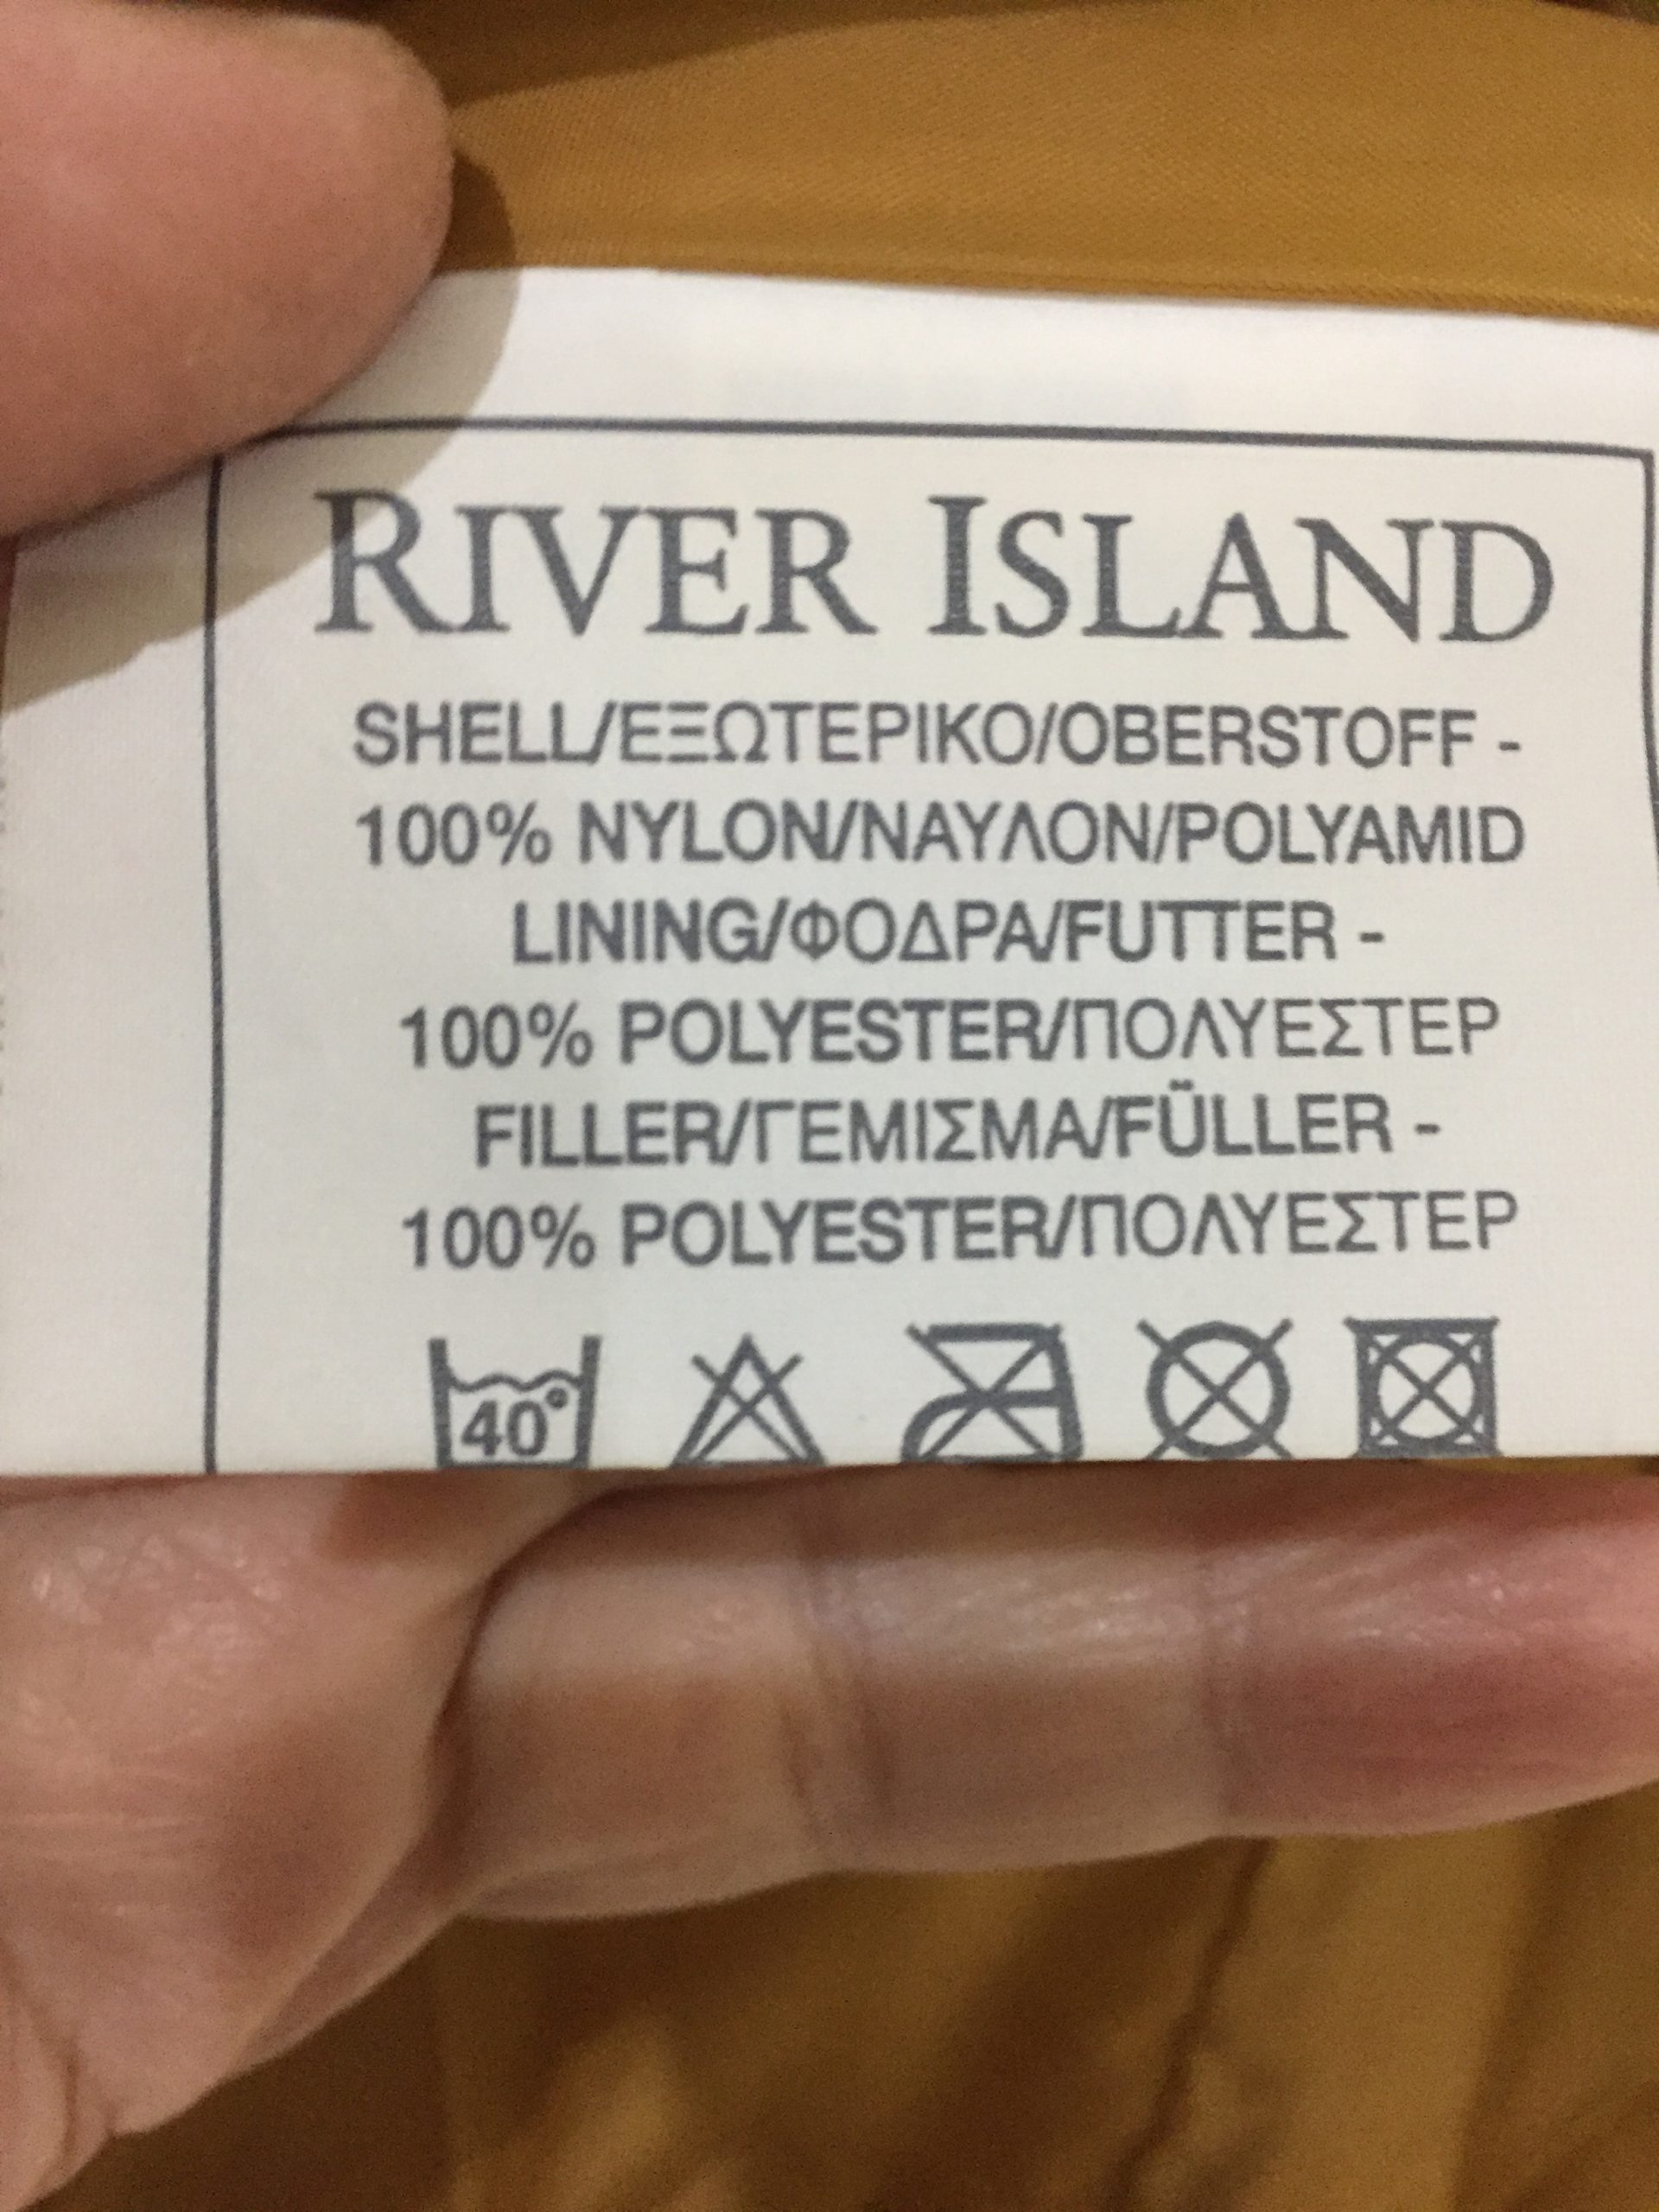 RIVER ISLAND
SHELL/ΕΞΩΤΕΡΙΚΟ/OBERSTOFF -
100% NYLON/ΝΑΥΛΟΝ/POLYAMID
LINING/ΦΟΔΡΑ/FUTTER -
100% POLYESTER/ΠΟΛΥΕΣΤΕΡ
FILLER/ΓΕΜΙΣΜΑ/FÜLLER -
100% POLYESTER/ΠΟΛΥΕΣΤΕΡ
40°